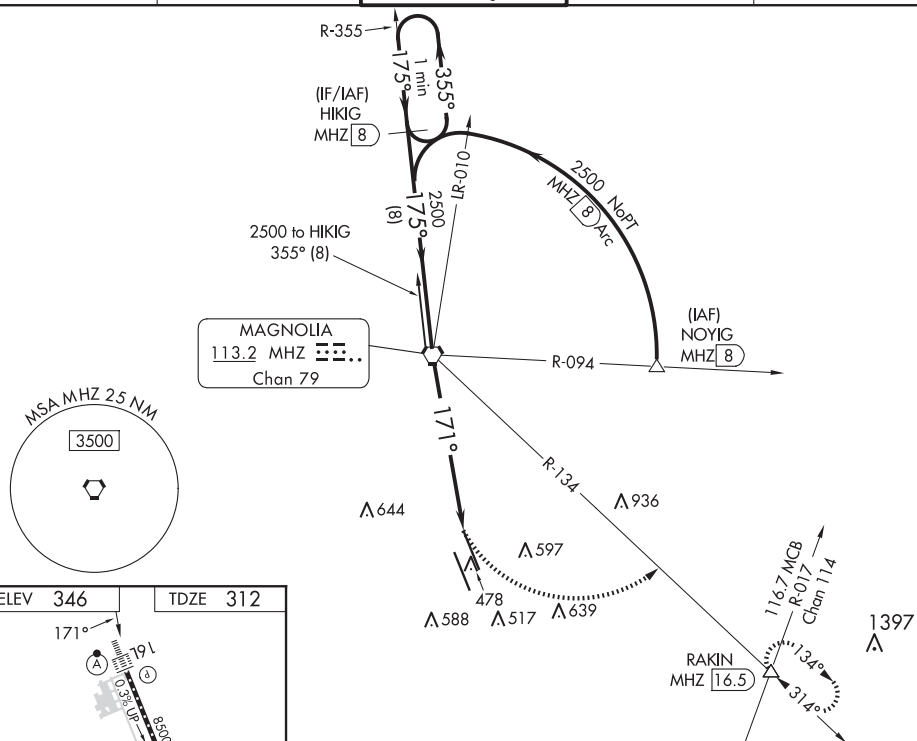 R-355
175°
1 min
355°
(IF/IAF)
HIKIG
MHZ 8
LR-010
2500 NoPT
MHZ 8 Arc
2500
175°
(8)
2500 to HIKIG
355° (8)
(IAF)
NOYIG
MHZ 8
MAGNOLIA
113.2 MHZ
Chan 79
R-094
MSA MHZ 25 NM
3500
171°
R-134
644
936
597
116.7 MCB
R-017
Chan 114
478
588
517
639
1397
RAKIN
MHZ 16.5
134°
314°
ELEV 346
TDZE 312
171°
16L
A
P
0.3% UP
8500